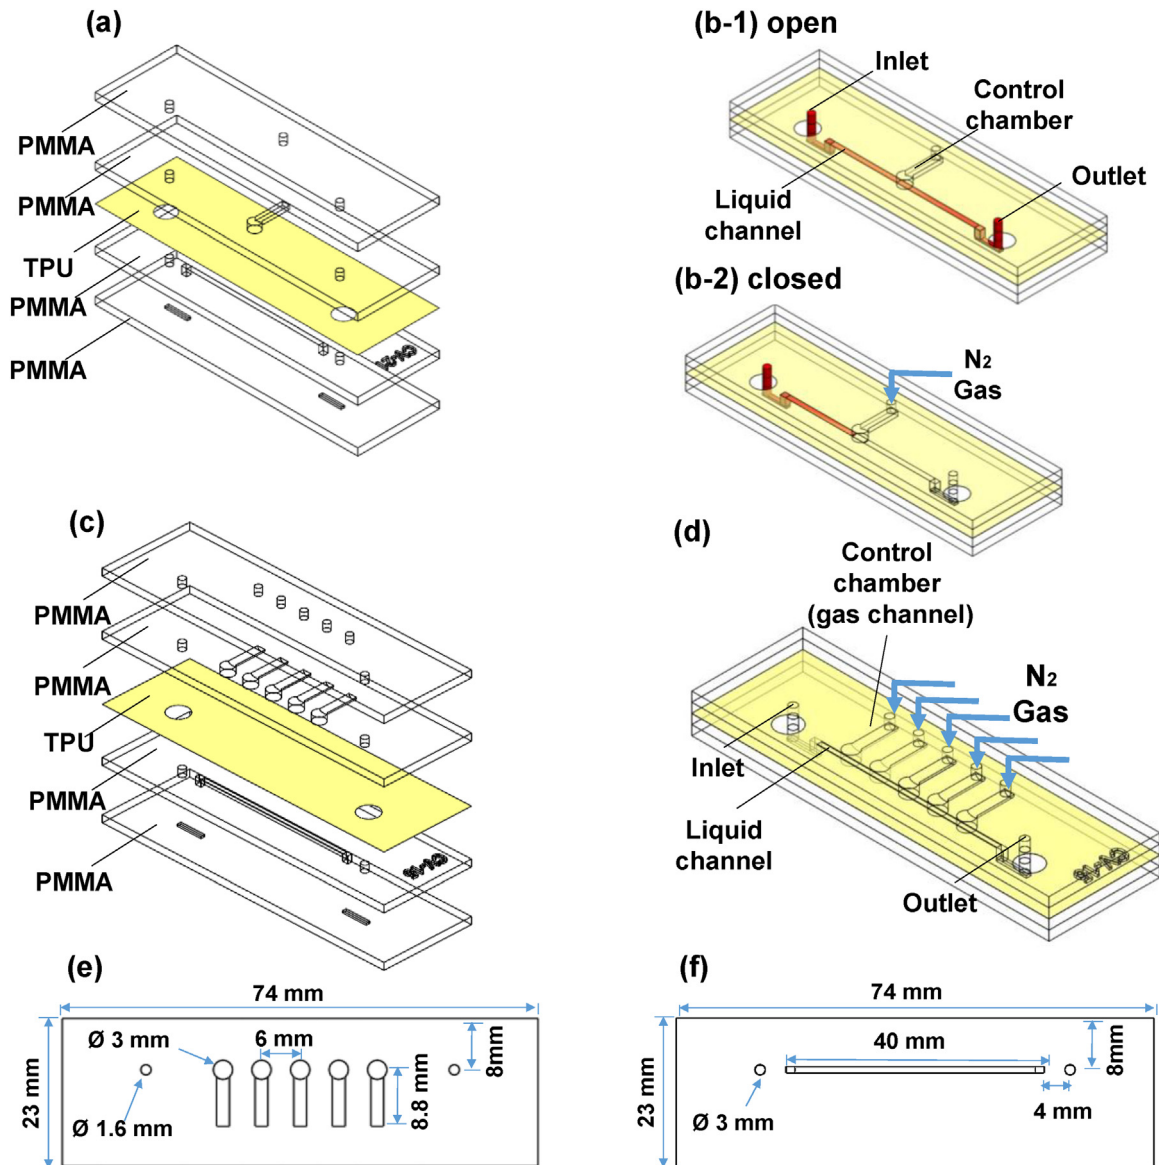 (a)
PMMA
PMMA
TPU
PMMA
PMMA
(b-1) open
Inlet
Control
chamber
Outlet
Liquid
channel
(b-2) closed
N2
Gas
(c)
PMMA
PMMA
TPU
PMMA
PMMA
(d)
Control
chamber
(gas channel)
N2
Gas
Inlet
Liquid
channel
Outlet
(e)
74 mm
Ø 3 mm
6 mm
8mm
23 mm
8.8 mm
Ø 1.6 mm
(f)
74 mm
40 mm
8mm
23 mm
4 mm
Ø 3 mm